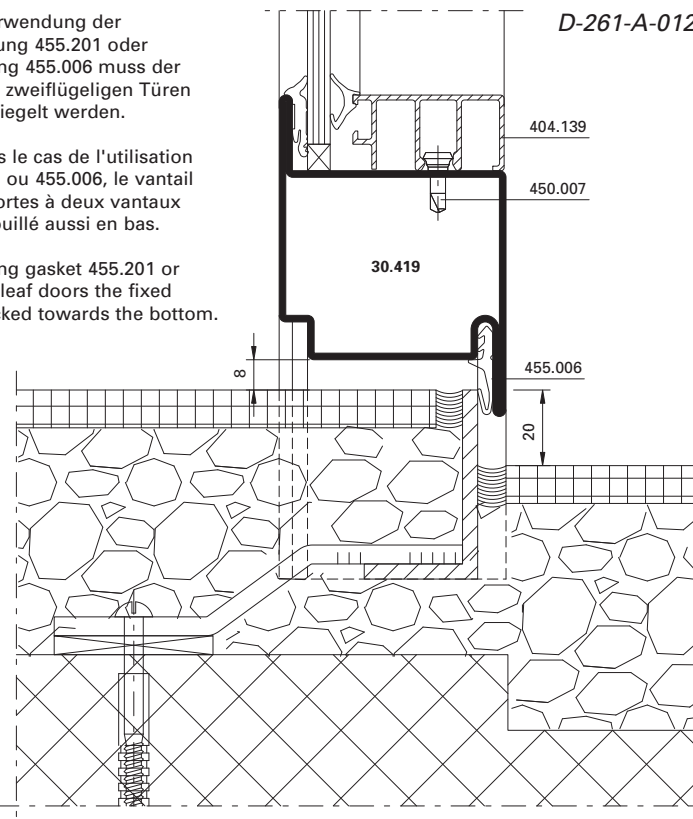 rwendung der
ung 455.201 oder
ng 455.006 muss der
zweiflügeligen Türen
iegelt werden.
s le cas de l'utilisation
ou 455.006, le vantail
ortes à deux vantaux
uillé aussi en bas.
ng gasket 455.201 or
leaf doors the fixed
cked towards the bottom.
D-261-A-012
404.139
450.007
30.419
455.006
8
20